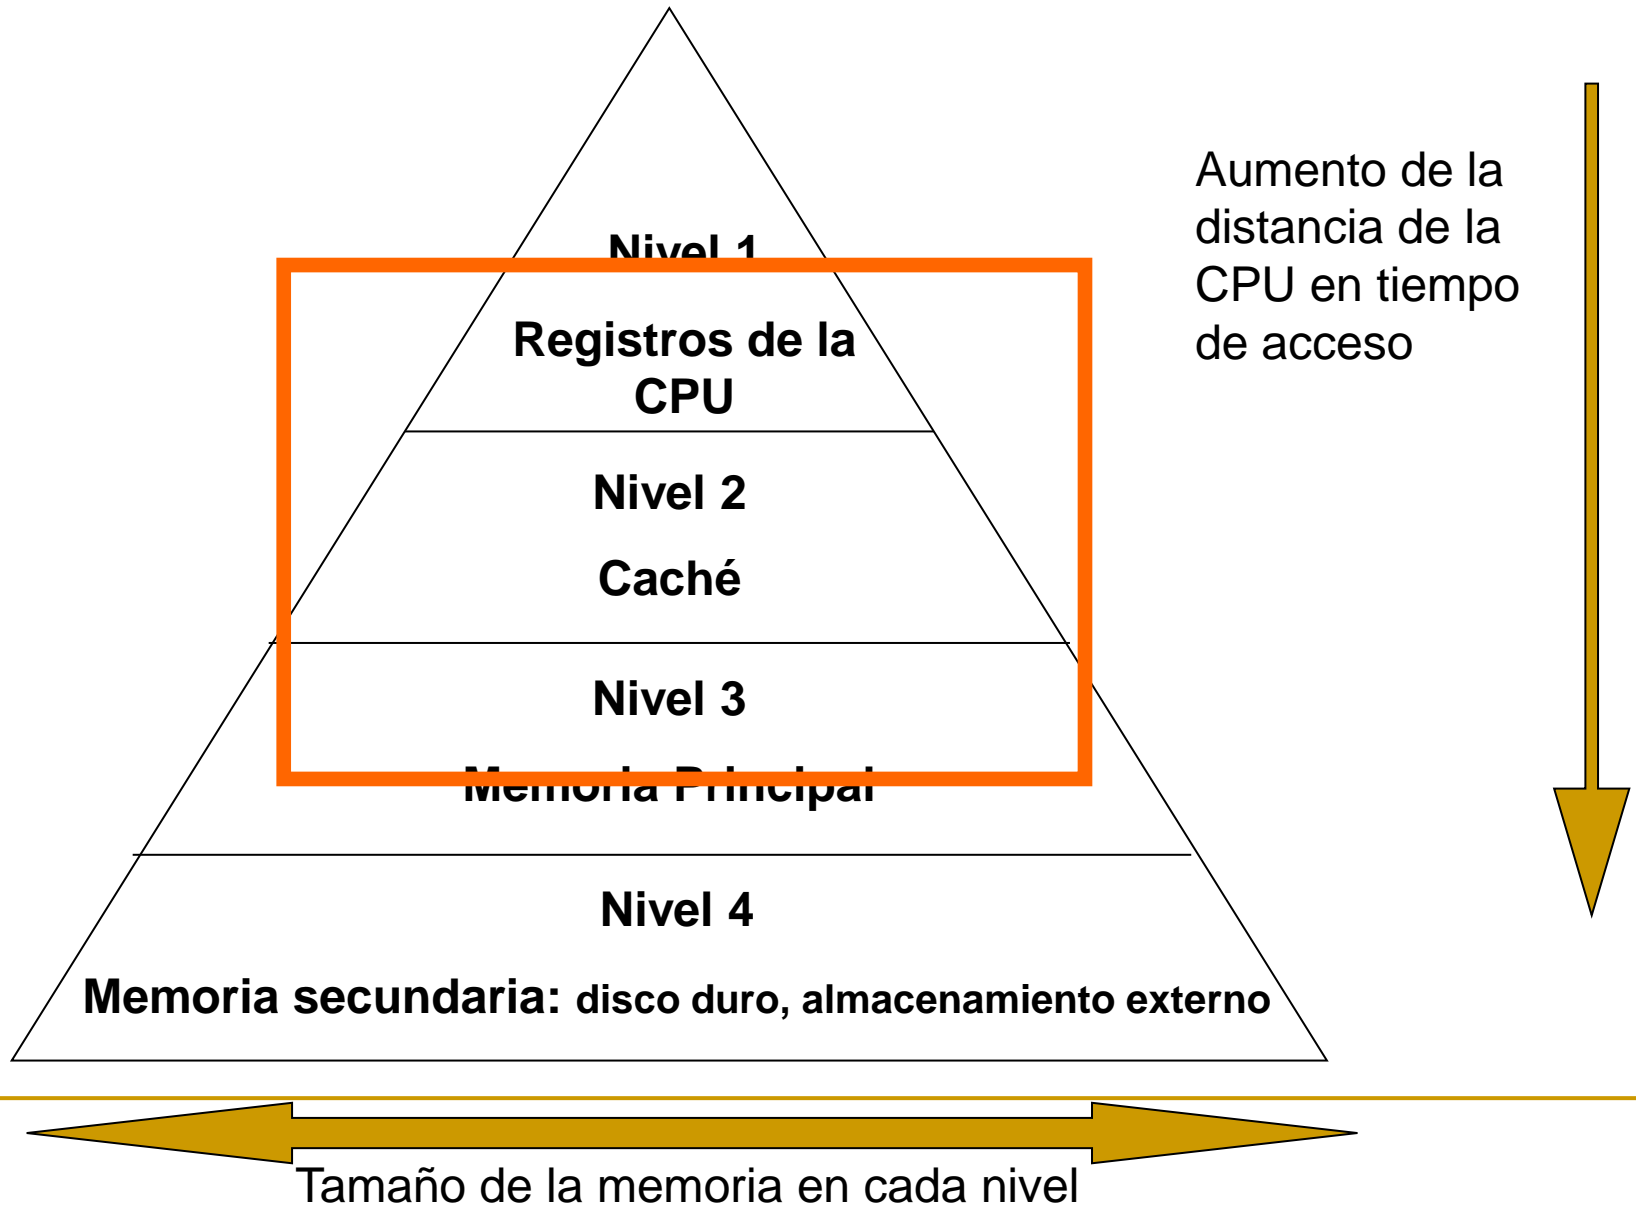 Nivel 1
Registros de la
CPU
Nivel 2
Caché
Nivel 3
Memoria Principal
Nivel 4
Memoria secundaria: disco duro, almacenamiento externo
Aumento de la
distancia de la
CPU en tiempo
de acceso
Tamaño de la memoria en cada nivel